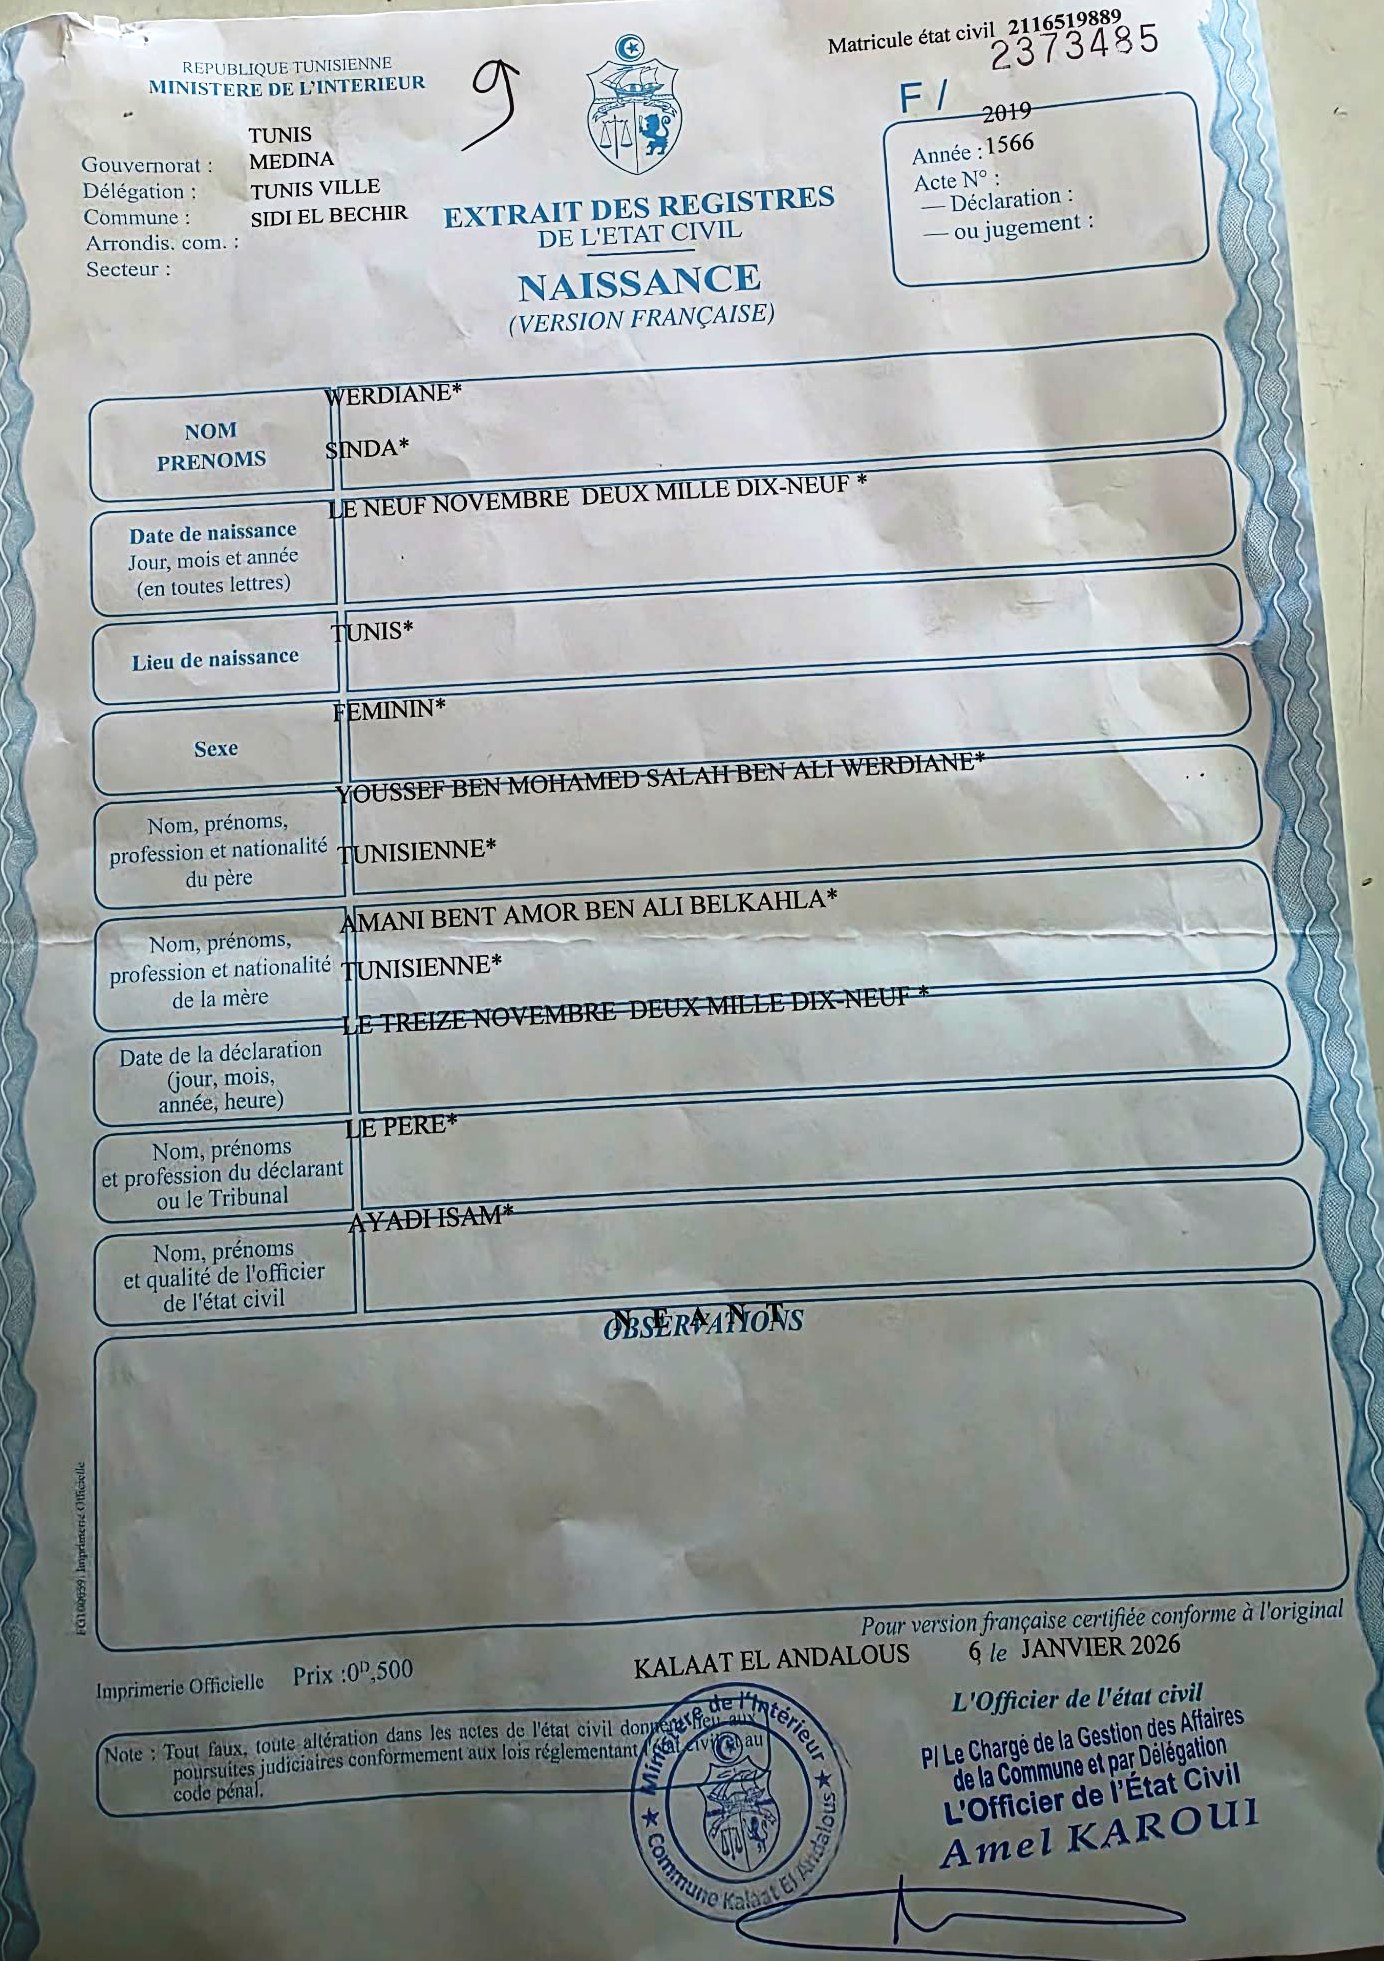 Matricule état civil 2116519889
2373485
REPUBLIQUE TUNISIENNE
MINISTERE DE L'INTERIEUR
9
F /
2019
TUNIS
Gouvernorat : MEDINA
Délégation : TUNIS VILLE
Commune : SIDI EL BECHIR
Arrondis. com. :
Secteur :
EXTRAIT DES REGISTRES
DE L'ETAT CIVIL
NAISSANCE
(VERSION FRANÇAISE)
Année : 1566
Acte N° :
— Déclaration :
— ou jugement :
WERDIANE*
NOM
PRENOMS
SINDA*
LE NEUF NOVEMBRE DEUX MILLE DIX-NEUF *
Date de naissance
Jour, mois et année
(en toutes lettres)
TUNIS*
Lieu de naissance
FEMININ*
Sexe
YOUSSEF BEN MOHAMED SALAH BEN ALI WERDIANE*
Nom, prénoms,
profession et nationalité
du père
TUNISIENNE*
AMANI BENT AMOR BEN ALI BELKAHLA*
Nom, prénoms,
profession et nationalité
de la mère
TUNISIENNE*
LE TREIZE NOVEMBRE DEUX MILLE DIX-NEUF *
Date de la déclaration
(jour, mois,
année, heure)
LE PERE*
Nom, prénoms
et profession du déclarant
ou le Tribunal
AYADI ISAM*
Nom, prénoms
et qualité de l'officier
de l'état civil
N E A N T
OBSERVATIONS
Imprimerie Officielle
Pour version française certifiée conforme à l'original
KALAAT EL ANDALOUS 6 le JANVIER 2026
Imprimerie Officielle Prix :0ᴰ,500
L'Officier de l'état civil
Note : Tout faux, toute altération dans les actes de l'état civil donnera lieu aux
poursuites judiciaires conformement aux lois réglementant l'état civil et au
code pénal.
Ministère de l'Intérieur
Commune Kalaat El Andalous
P/ Le Chargé de la Gestion des Affaires
de la Commune et par Délégation
L'Officier de l'État Civil
Amel KAROUI